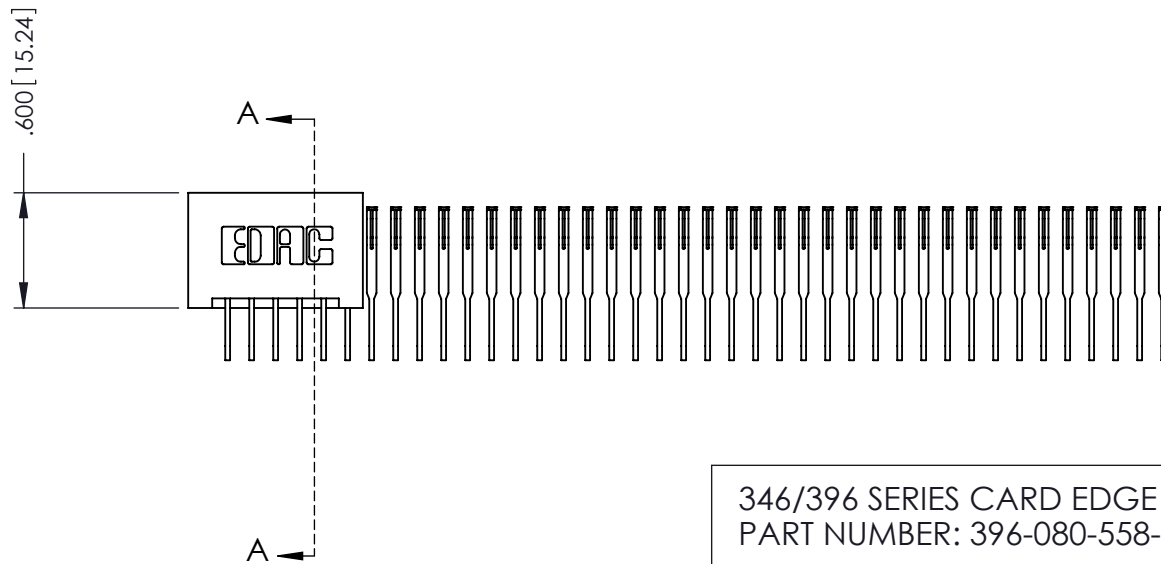 .600 [15.24]
A
EDAC
A
346/396 SERIES CARD EDGE
PART NUMBER: 396-080-558-